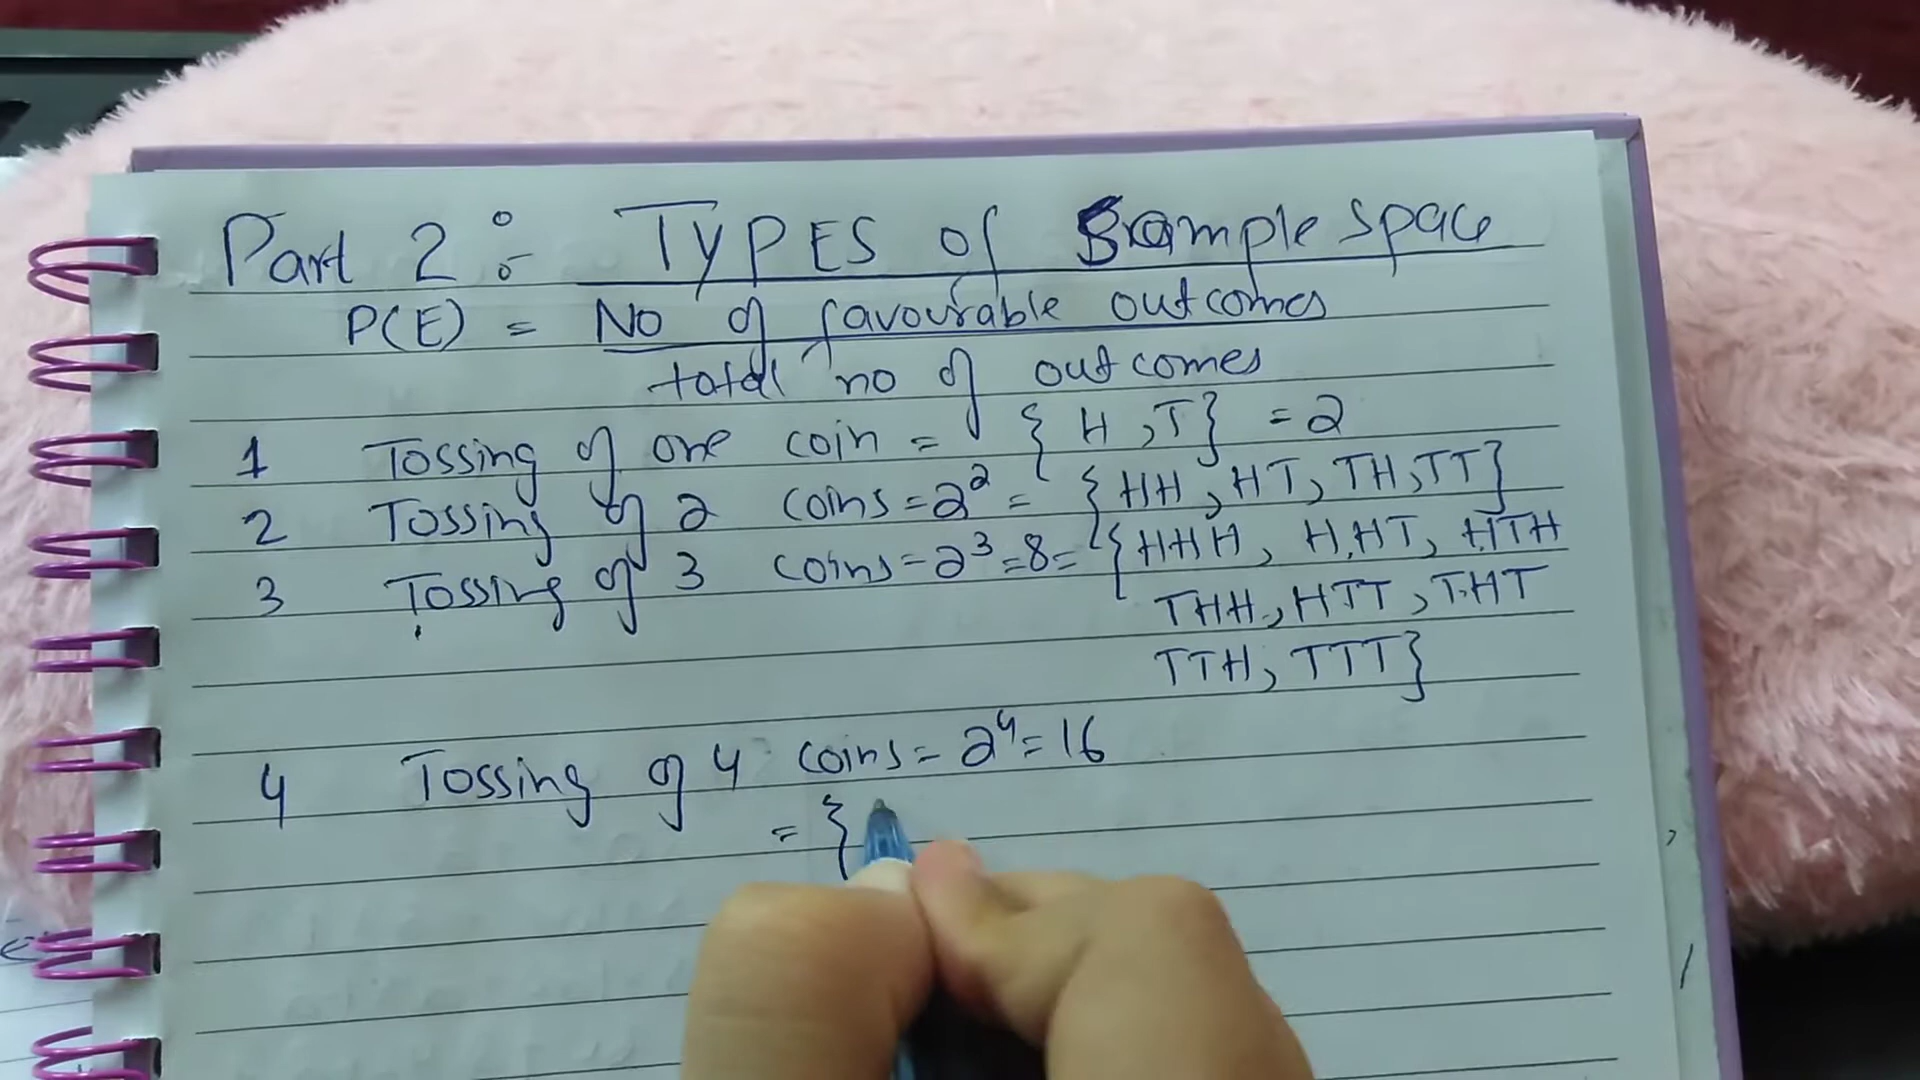 Part 2 : TYPES of Sample space
P(E) = No of favourable outcomes
total no of outcomes
1 Tossing of one coin = { H , T} = 2
2 Tossing of 2 coins = 2² = { HH , HT, TH, TT}
3 Tossing of 3 coins = 2³ = 8 = { HHH, HHT, HTH
THH, HTT, THT
TTH, TTT}
4 Tossing of 4 coins = 2⁴ = 16
= {